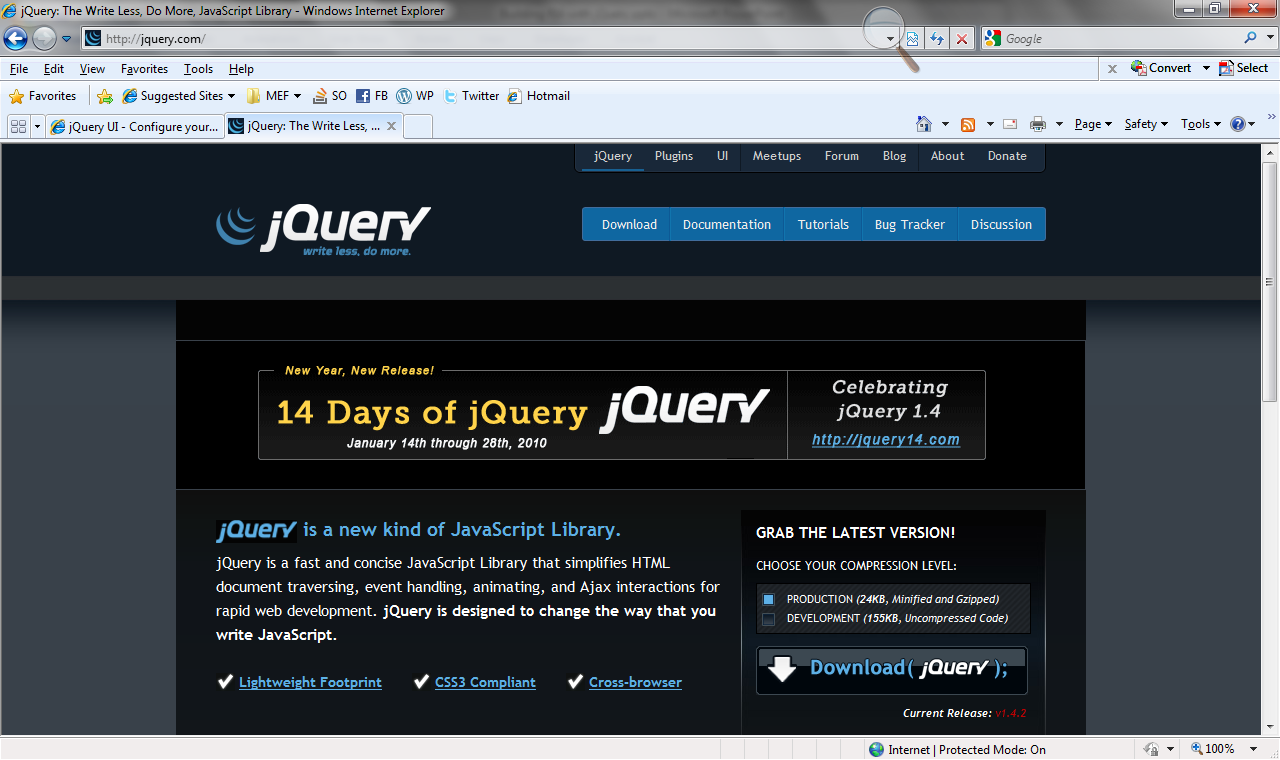 jQuery: The Write Less, Do More, JavaScript Library - Windows Internet Explorer
http://jquery.com/
Google
File Edit View Favorites Tools Help
Convert Select
Favorites Suggested Sites MEF SO FB WP Twitter Hotmail
jQuery UI - Configure your... jQuery: The Write Less, ...
Page Safety Tools
jQuery Plugins UI Meetups Forum Blog About Donate
jQuery
write less, do more.
Download Documentation Tutorials Bug Tracker Discussion
New Year, New Release!
14 Days of jQuery jQuery
January 14th through 28th, 2010
Celebrating
jQuery 1.4
http://jquery14.com
jQuery is a new kind of JavaScript Library.
jQuery is a fast and concise JavaScript Library that simplifies HTML
document traversing, event handling, animating, and Ajax interactions for
rapid web development. jQuery is designed to change the way that you
write JavaScript.
Lightweight Footprint CSS3 Compliant Cross-browser
GRAB THE LATEST VERSION!
CHOOSE YOUR COMPRESSION LEVEL:
PRODUCTION (24KB, Minified and Gzipped)
DEVELOPMENT (155KB, Uncompressed Code)
Download( jQuery );
Current Release: v1.4.2
Internet | Protected Mode: On
100%